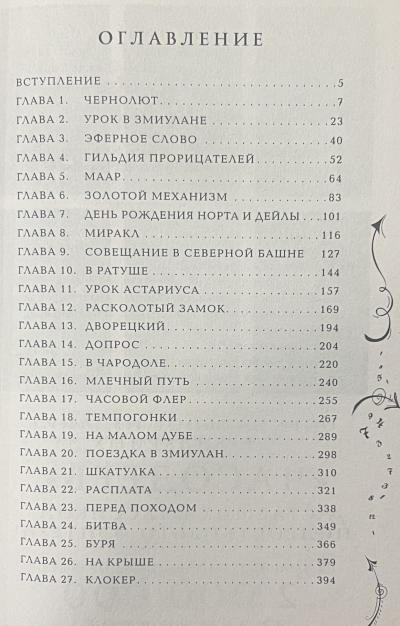 ОГЛАВЛЕНИЕ
ВСТУПЛЕНИЕ . . . . . . . . . . . . . . . . . . . . 5
ГЛАВА 1. ЧЕРНОЛЮТ. . . . . . . . . . . . . . . . . . . . 7
ГЛАВА 2. УРОК В ЗМИУЛАНЕ . . . . . . . . . . . . . . 23
ГЛАВА 3. ЭФЕРНОЕ СЛОВО . . . . . . . . . . . . . . . 40
ГЛАВА 4. ГИЛЬДИЯ ПРОРИЦАТЕЛЕЙ . . . . . . . . . 52
ГЛАВА 5. МААР. . . . . . . . . . . . . . . . . . . . 64
ГЛАВА 6. ЗОЛОТОЙ МЕХАНИЗМ . . . . . . . . . . . . 83
ГЛАВА 7. ДЕНЬ РОЖДЕНИЯ НОРТА И ДЕЙЛЫ . . . 101
ГЛАВА 8. МИРАКЛ . . . . . . . . . . . . . . . . . . . 116
ГЛАВА 9. СОВЕЩАНИЕ В СЕВЕРНОЙ БАШНЕ 127
ГЛАВА 10. В РАТУШЕ . . . . . . . . . . . . . . . . . . 144
ГЛАВА 11. УРОК АСТАРИУСА . . . . . . . . . . . . . . 157
ГЛАВА 12. РАСКОЛОТЫЙ ЗАМОК. . . . . . . . . . . . 169
ГЛАВА 13. ДВОРЕЦКИЙ. . . . . . . . . . . . . . . . . 194
ГЛАВА 14. ДОПРОС . . . . . . . . . . . . . . . . . . . 204
ГЛАВА 15. В ЧАРОДОЛЕ. . . . . . . . . . . . . . . . . 220
ГЛАВА 16. МЛЕЧНЫЙ ПУТЬ . . . . . . . . . . . . . . 240
ГЛАВА 17. ЧАСОВОЙ ФЛЕР . . . . . . . . . . . . . . . 255
ГЛАВА 18. ТЕМПОГОНКИ . . . . . . . . . . . . . . . . 267
ГЛАВА 19. НА МАЛОМ ДУБЕ . . . . . . . . . . . . . . 289
ГЛАВА 20. ПОЕЗДКА В ЗМИУЛАН. . . . . . . . . . . . 298
ГЛАВА 21. ШКАТУЛКА . . . . . . . . . . . . . . . . . . 310
ГЛАВА 22. РАСПЛАТА . . . . . . . . . . . . . . . . . . 321
ГЛАВА 23. ПЕРЕД ПОХОДОМ . . . . . . . . . . . . . . 338
ГЛАВА 24. БИТВА . . . . . . . . . . . . . . . . . . . . 349
ГЛАВА 25. БУРЯ . . . . . . . . . . . . . . . . . . . . 366
ГЛАВА 26. НА КРЫШЕ . . . . . . . . . . . . . . . . . . 379
ГЛАВА 27. КЛОКЕР. . . . . . . . . . . . . . . . . . . . 394